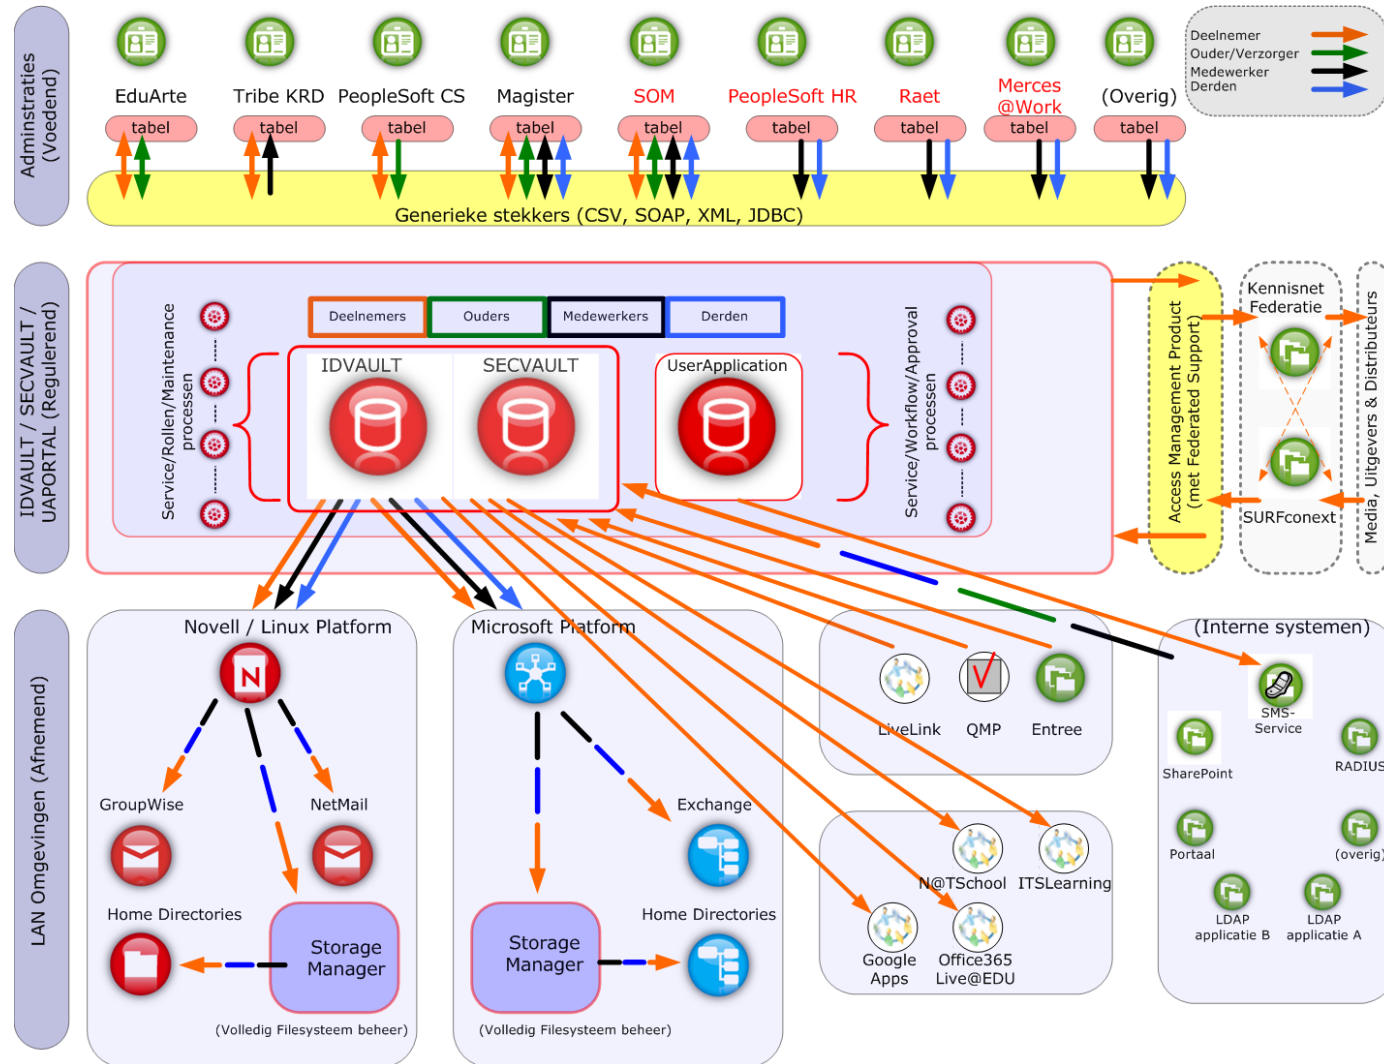 Adminstraties
(Voedend)
EduArte
Tribe KRD
PeopleSoft CS
Magister
SOM
PeopleSoft HR
Raet
Merces
@Work
(Overig)
tabel
tabel
tabel
tabel
tabel
tabel
tabel
tabel
tabel
Generieke stekkers (CSV, SOAP, XML, JDBC)
Deelnemer
Ouder/Verzorger
Medewerker
Derden
IDVAULT / SECVAULT /
UAPORTAL (Regulerend)
Service/Rollen/Maintenance
processen
Deelnemers
Ouders
Medewerkers
Derden
IDVAULT
SECVAULT
UserApplication
Service/Workflow/Approval
processen
Access Management Product
(met Federated Support)
Kennisnet
Federatie
SURFconext
Media, Uitgevers & Distributeurs
LAN Omgevingen (Afnemend)
Novell / Linux Platform
N
GroupWise
NetMail
Home Directories
Storage
Manager
(Volledig Filesysteem beheer)
Microsoft Platform
Exchange
Home Directories
Storage
Manager
(Volledig Filesysteem beheer)
LiveLink
QMP
Entree
N@TSchool
ITSLearning
Google
Apps
Office365
Live@EDU
(Interne systemen)
SMS-
Service
SharePoint
RADIUS
Portaal
(overig)
LDAP
applicatie B
LDAP
applicatie A